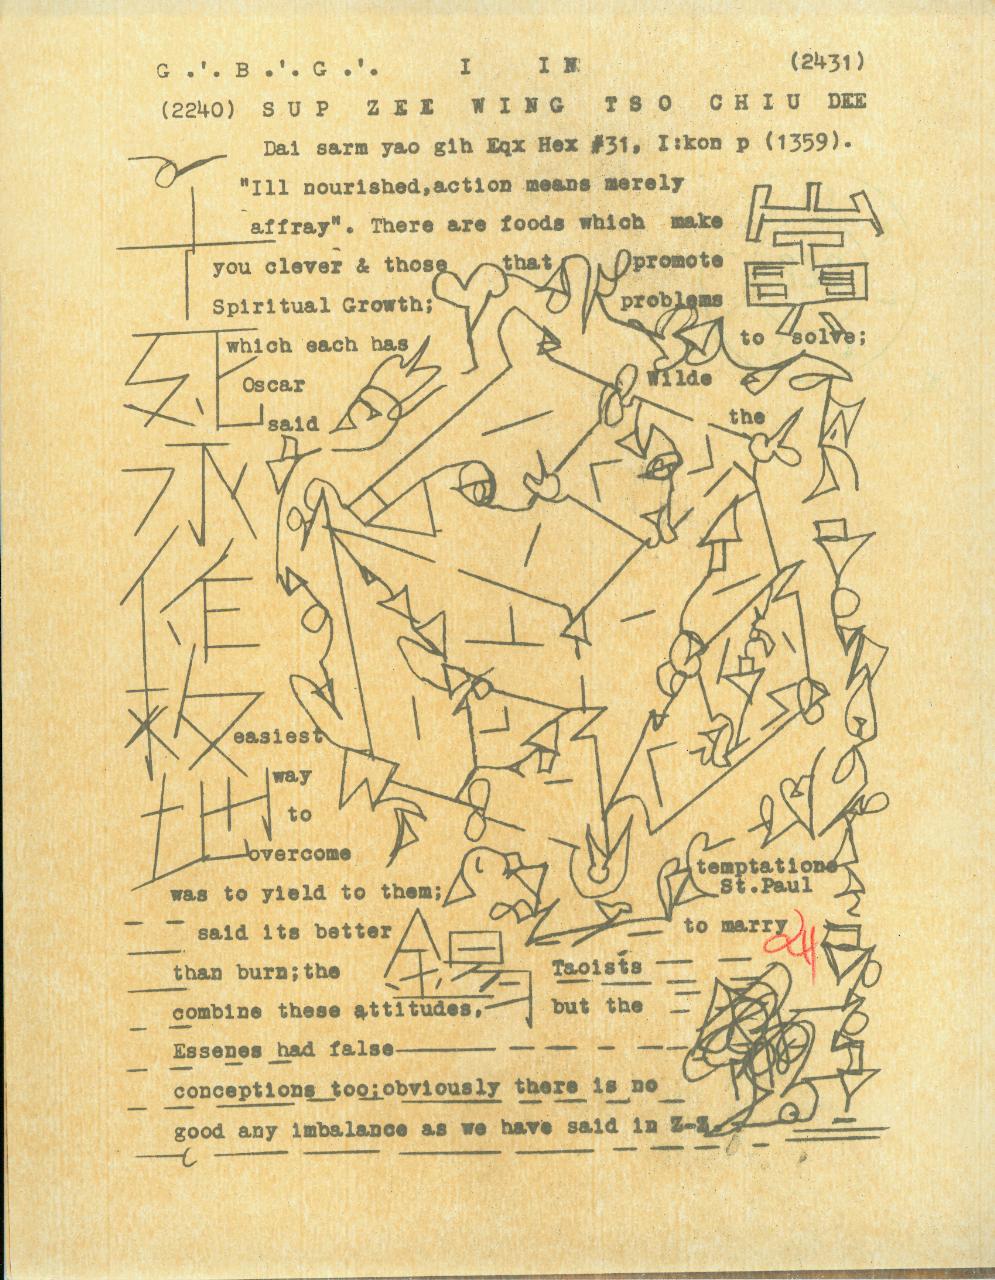 G .'. B .'. G .'. I IN (2431)
(2240) SUP ZEE WING TSO CHIU DEE
Dai sarm yao gih Eqx Hex #31, I:kon p (1359).
"Ill nourished,action means merely
affray". There are foods which make
you clever & those that promote
Spiritual Growth; problems
which each has to solve;
Oscar Wilde
said the
easiest
way
to
overcome temptations
was to yield to them; St.Paul
said its better to marry
24
than burn;the Taoists
combine these attitudes, but the
Essenes had false
conceptions too;obviously there is no
good any imbalance as we have said in Z-Z.